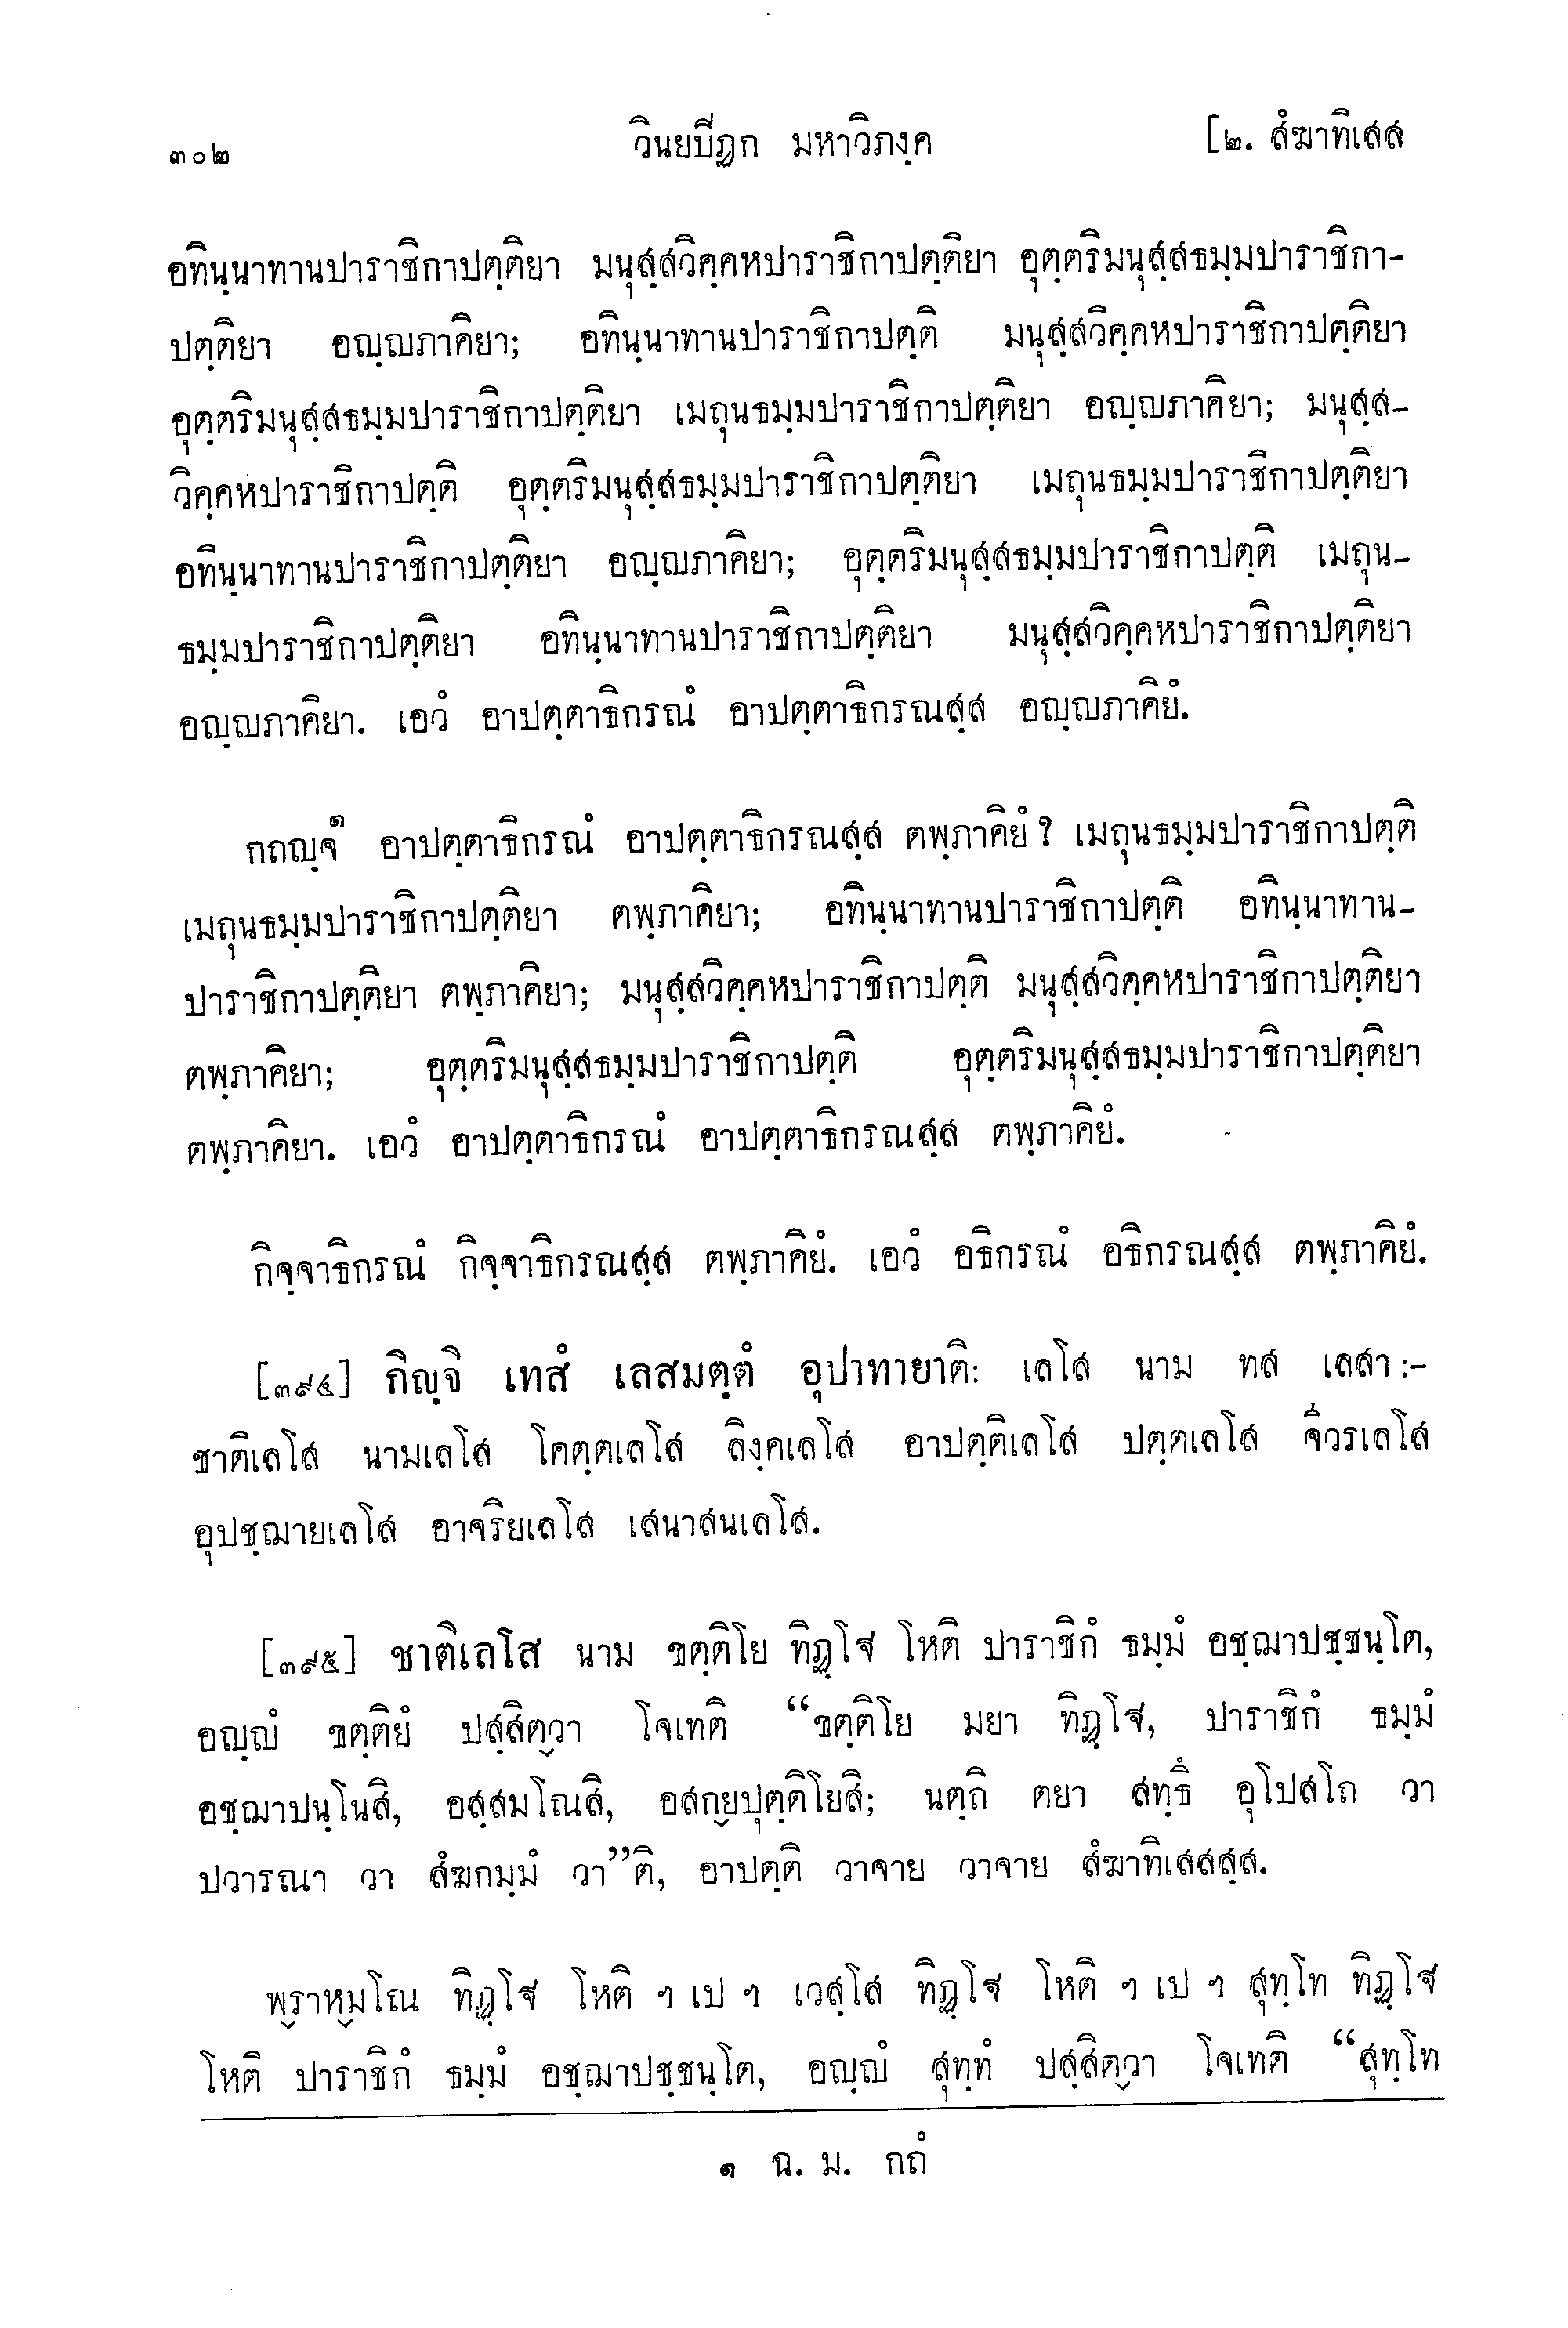 ๓๐๒ วินยปิฏก มหาวิภงฺค [๒. สํฆาทิเสส
อทินฺนาทานปาราชิกาปตฺติยา มนุสฺสวิคฺคหปาราชิกาปตฺติยา อุตฺตริมนุสฺสธมฺมปาราชิกา-
ปตฺติยา อญฺญภาคิยา; อทินฺนาทานปาราชิกาปตฺติ มนุสฺสวิคฺคหปาราชิกาปตฺติยา
อุตฺตริมนุสฺสธมฺมปาราชิกาปตฺติยา เมถุนธมฺมปาราชิกาปตฺติยา อญฺญภาคิยา; มนุสฺส-
วิคฺคหปาราชิกาปตฺติ อุตฺตริมนุสฺสธมฺมปาราชิกาปตฺติยา เมถุนธมฺมปาราชิกาปตฺติยา
อทินฺนาทานปาราชิกาปตฺติยา อญฺญภาคิยา; อุตฺตริมนุสฺสธมฺมปาราชิกาปตฺติ เมถุน-
ธมฺมปาราชิกาปตฺติยา อทินฺนาทานปาราชิกาปตฺติยา มนุสฺสวิคฺคหปาราชิกาปตฺติยา
อญฺญภาคิยา. เอวํ อาปตฺตาธิกรณํ อาปตฺตาธิกรณสฺส อญฺญภาคิยํ.
กถญฺจ๑ อาปตฺตาธิกรณํ อาปตฺตาธิกรณสฺส ตพฺภาคิยํ? เมถุนธมฺมปาราชิกาปตฺติ
เมถุนธมฺมปาราชิกาปตฺติยา ตพฺภาคิยา; อทินฺนาทานปาราชิกาปตฺติ อทินฺนาทาน-
ปาราชิกาปตฺติยา ตพฺภาคิยา; มนุสฺสวิคฺคหปาราชิกาปตฺติ มนุสฺสวิคฺคหปาราชิกาปตฺติยา
ตพฺภาคิยา; อุตฺตริมนุสฺสธมฺมปาราชิกาปตฺติ อุตฺตริมนุสฺสธมฺมปาราชิกาปตฺติยา
ตพฺภาคิยา. เอวํ อาปตฺตาธิกรณํ อาปตฺตาธิกรณสฺส ตพฺภาคิยํ.
กิจฺจาธิกรณํ กิจฺจาธิกรณสฺส ตพฺภาคิยํ. เอวํ อธิกรณํ อธิกรณสฺส ตพฺภาคิยํ.
[๓๙๔] กิญฺจิ เทสํ เลสมตฺตํ อุปาทายาติ: เลโส นาม ทส เลสา:-
ชาติเลโส นามเลโส โคตฺตเลโส ลิงฺคเลโส อาปตฺติเลโส ปตฺตเลโส จีวรเลโส
อุปชฺฌายเลโส อาจริยเลโส เสนาสนเลโส.
[๓๙๕] ชาติเลโส นาม ขตฺติโย ทิฏฺโฐ โหติ ปาราชิกํ ธมฺมํ อชฺฌาปชฺชนฺโต,
อญฺญํ ขตฺติยํ ปสฺสิตฺวา โจเทติ “ขตฺติโย มยา ทิฏฺโฐ, ปาราชิกํ ธมฺมํ
อชฺฌาปนฺโนสิ, อสฺสมโณสิ, อสกฺยปุตฺติโยสิ; นตฺถิ ตยา สทฺธึ อุโปสโถ วา
ปวารณา วา สํฆกมฺมํ วา”ติ, อาปตฺติ วาจาย วาจาย สํฆาทิเสสสฺส.
พฺราหฺมโณ ทิฏฺโฐ โหติ ฯ เป ฯ เวสฺโส ทิฏฺโฐ โหติ ฯ เป ฯ สุทฺโท ทิฏฺโฐ
โหติ ปาราชิกํ ธมฺมํ อชฺฌาปชฺชนฺโต, อญฺญํ สุทฺทํ ปสฺสิตฺวา โจเทติ “สุทฺโท
๑ ฉ. ม. กถํ